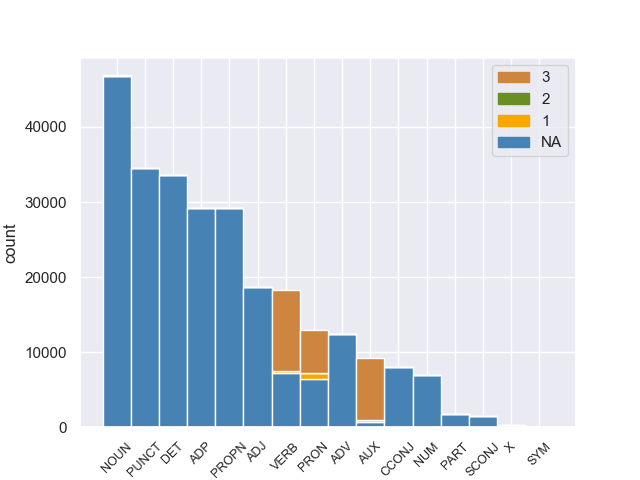 3
2
1
NA
40000
30000
20000
10000
0
count
NOUN
PUNCT
DET
ADP
PROPN
ADJ
VERB
PRON
ADV
AUX
CCONJ
NUM
PART
SCONJ
X
SYM